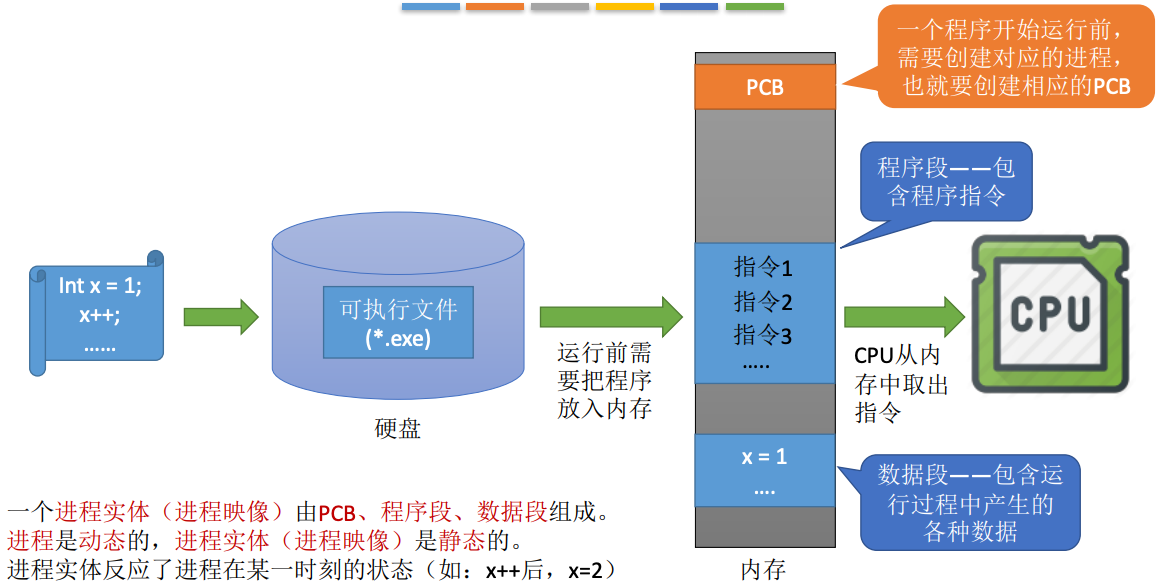 一个程序开始运行前，
需要创建对应的进程，
也就要创建相应的PCB
PCB
程序段——包
含程序指令
Int x = 1;
x++;
……
可执行文件
(*.exe)
硬盘
运行前需
要把程序
放入内存
指令1
指令2
指令3
…..
CPU从内
存中取出
指令
CPU
x = 1
….
数据段——包含运
行过程中产生的
各种数据
内存
一个进程实体（进程映像）由PCB、程序段、数据段组成。
进程是动态的，进程实体（进程映像）是静态的。
进程实体反应了进程在某一时刻的状态（如：x++后，x=2）